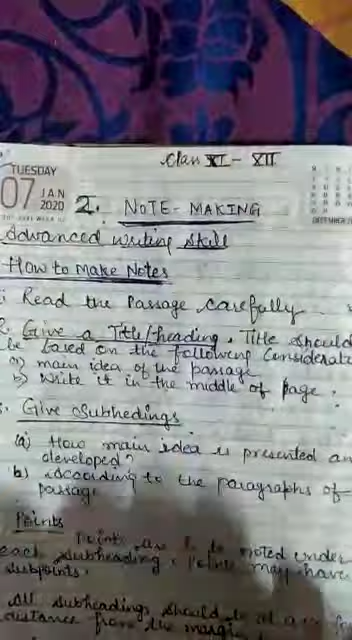 Class XI - XII
TUESDAY
07 JAN
2020
2. NOTE-MAKING
Advanced writing skill
How to Make Notes
Read the Passage carefully.
Give a Title/heading. Title should
be based on the following Considerate
a) main idea of the passage
b) Write it in the middle of page.
Give Subhedings
(a) How main idea is presented an
developed?
b) According to the paragraphs of
passage
Points
Points are to be noted under
each subheading. Points may have
subpoints.
All subheadings should be at a
distance from the margi